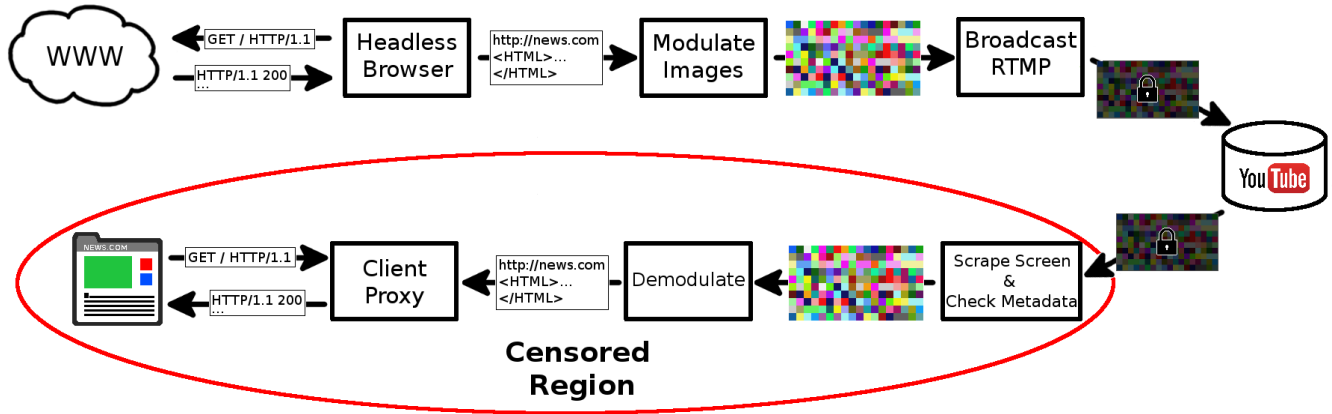 WWW
GET / HTTP/1.1
HTTP/1.1 200
...
Headless
Browser
http://news.com
<HTML>...
</HTML>
Modulate
Images
Broadcast
RTMP
YouTube
NEWS.COM
GET / HTTP/1.1
HTTP/1.1 200
...
Client
Proxy
http://news.com
<HTML>...
</HTML>
Demodulate
Scrape Screen
&
Check Metadata
Censored
Region